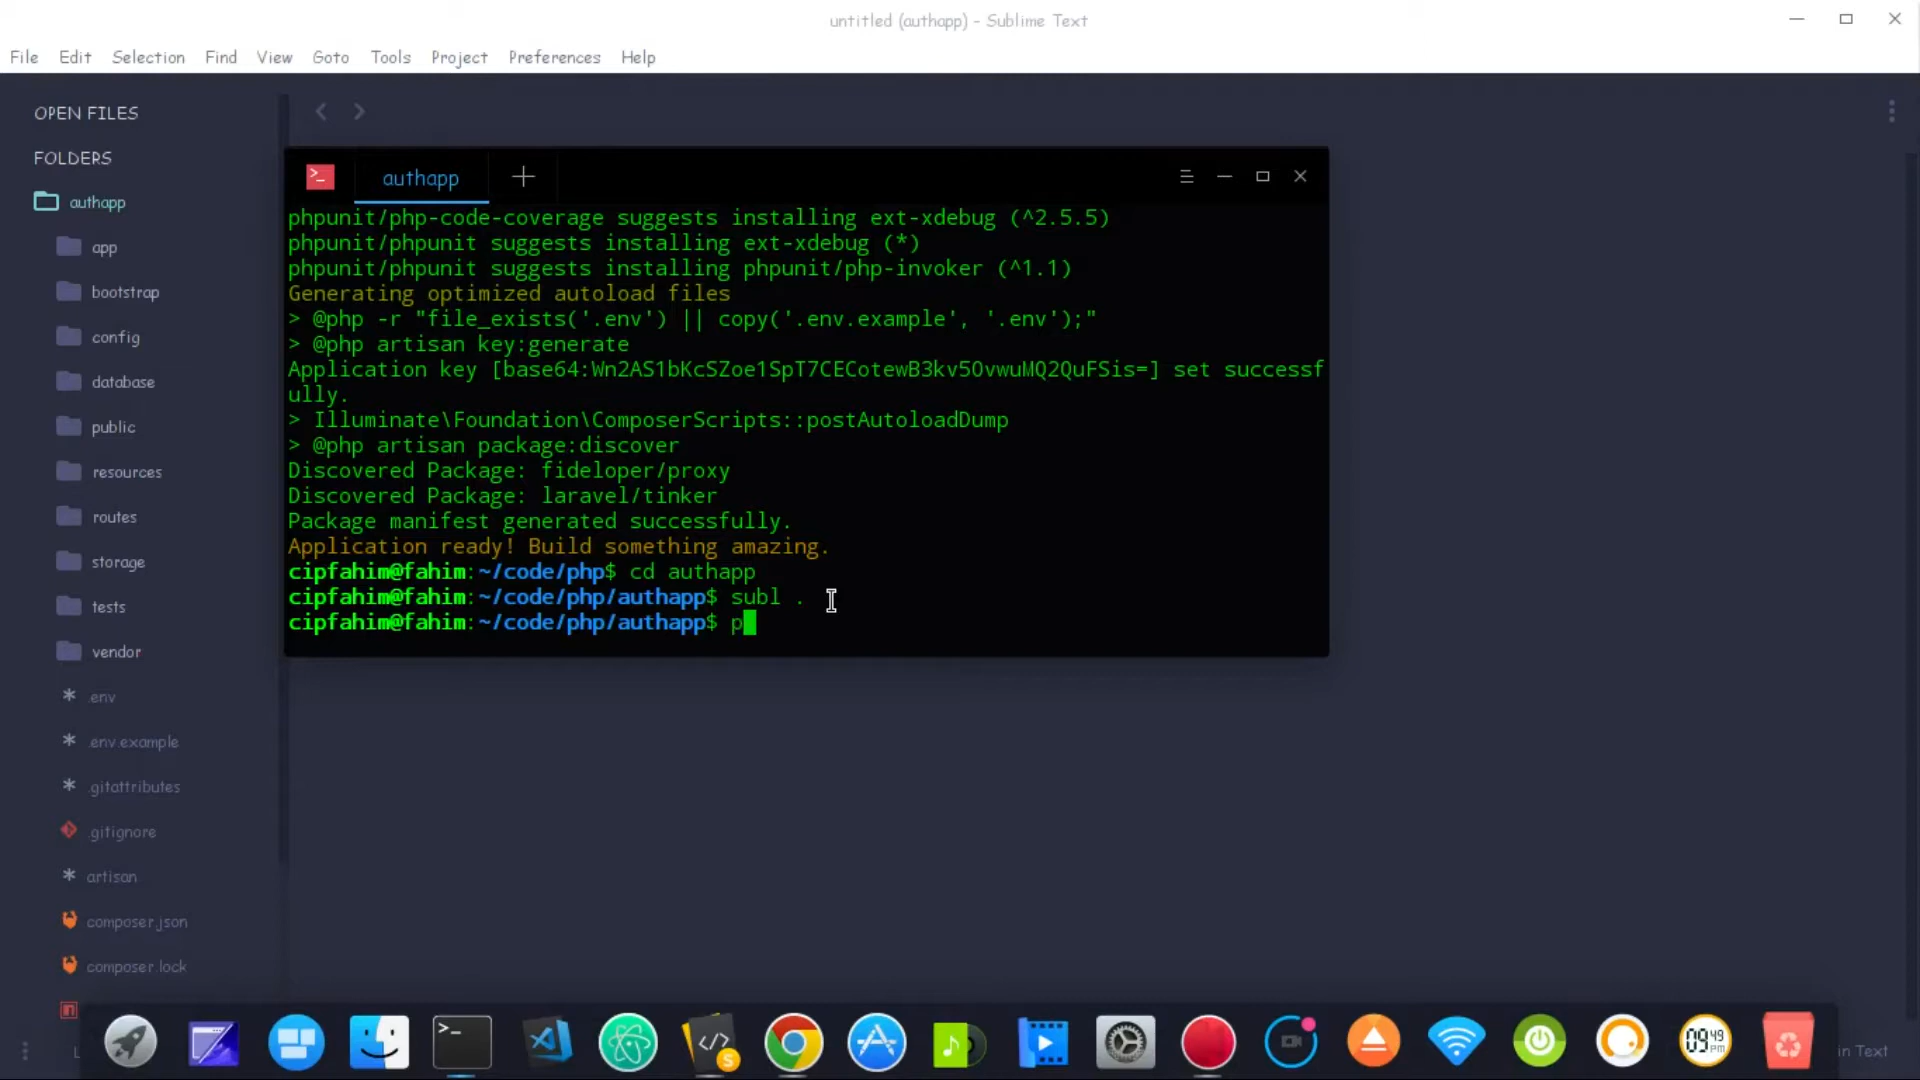 untitled (authapp) - Sublime Text
File Edit Selection Find View Goto Tools Project Preferences Help
OPEN FILES
FOLDERS
authapp
app
bootstrap
config
database
public
resources
routes
storage
tests
vendor
.env
.env.example
.gitattributes
.gitignore
artisan
composer.json
composer.lock
authapp
phpunit/php-code-coverage suggests installing ext-xdebug (^2.5.5)
phpunit/phpunit suggests installing ext-xdebug (*)
phpunit/phpunit suggests installing phpunit/php-invoker (^1.1)
Generating optimized autoload files
> @php -r "file_exists('.env') || copy('.env.example', '.env');"
> @php artisan key:generate
Application key [base64:Wn2AS1bKcSZoe1SpT7CECotewB3kv5OvwuMQ2QuFSis=] set successf
ully.
> Illuminate\Foundation\ComposerScripts::postAutoloadDump
> @php artisan package:discover
Discovered Package: fideloper/proxy
Discovered Package: laravel/tinker
Package manifest generated successfully.
Application ready! Build something amazing.
cipfahim@fahim:~/code/php$ cd authapp
cipfahim@fahim:~/code/php/authapp$ subl .
cipfahim@fahim:~/code/php/authapp$ p
09 49 PM
in Text